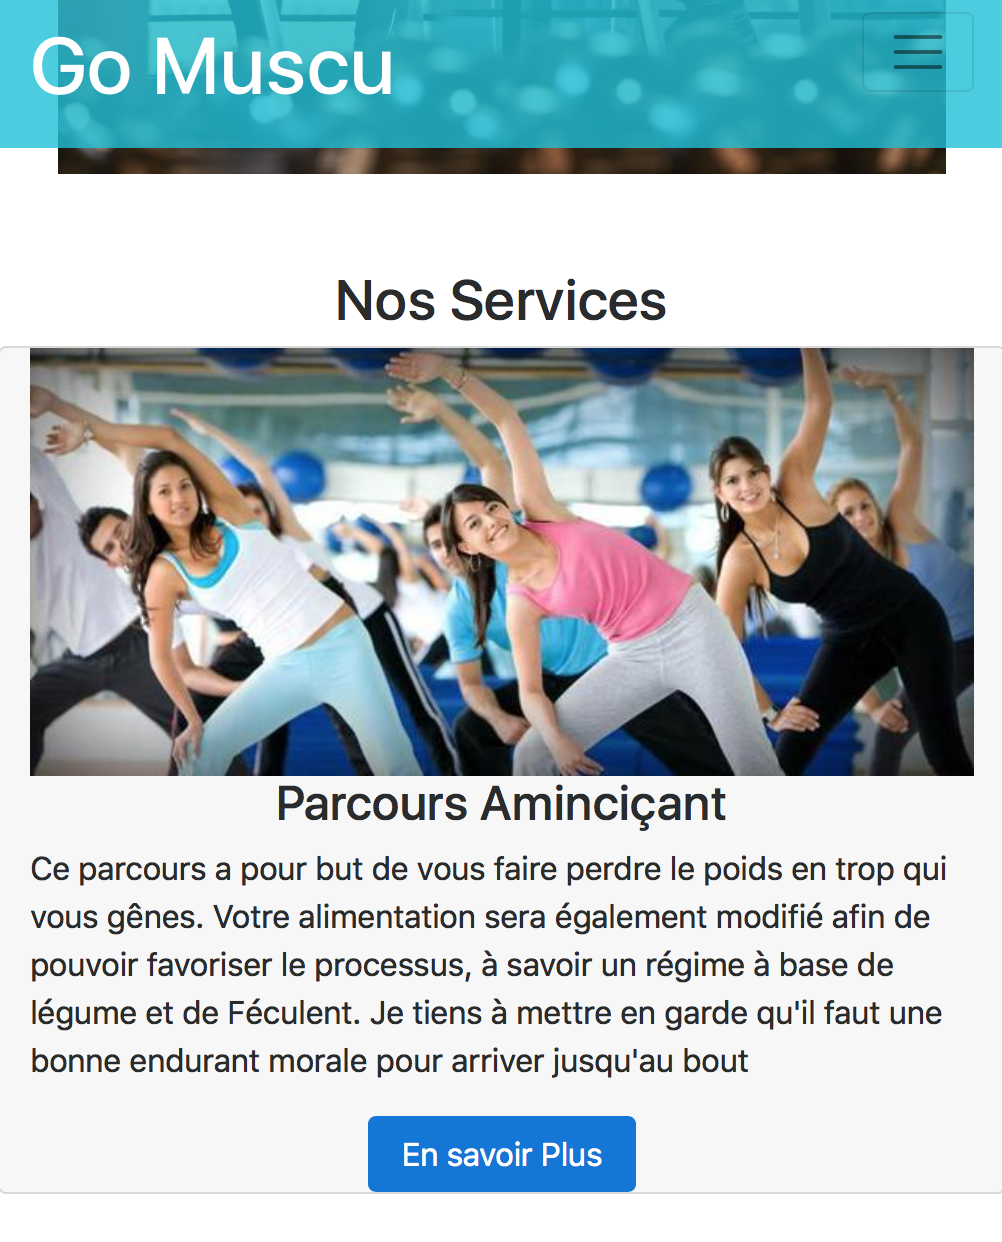 Go Muscu
Nos Services
Parcours Aminciçant
Ce parcours a pour but de vous faire perdre le poids en trop qui
vous gênes. Votre alimentation sera également modifié afin de
pouvoir favoriser le processus, à savoir un régime à base de
légume et de Féculent. Je tiens à mettre en garde qu'il faut une
bonne endurant morale pour arriver jusqu'au bout
En savoir Plus